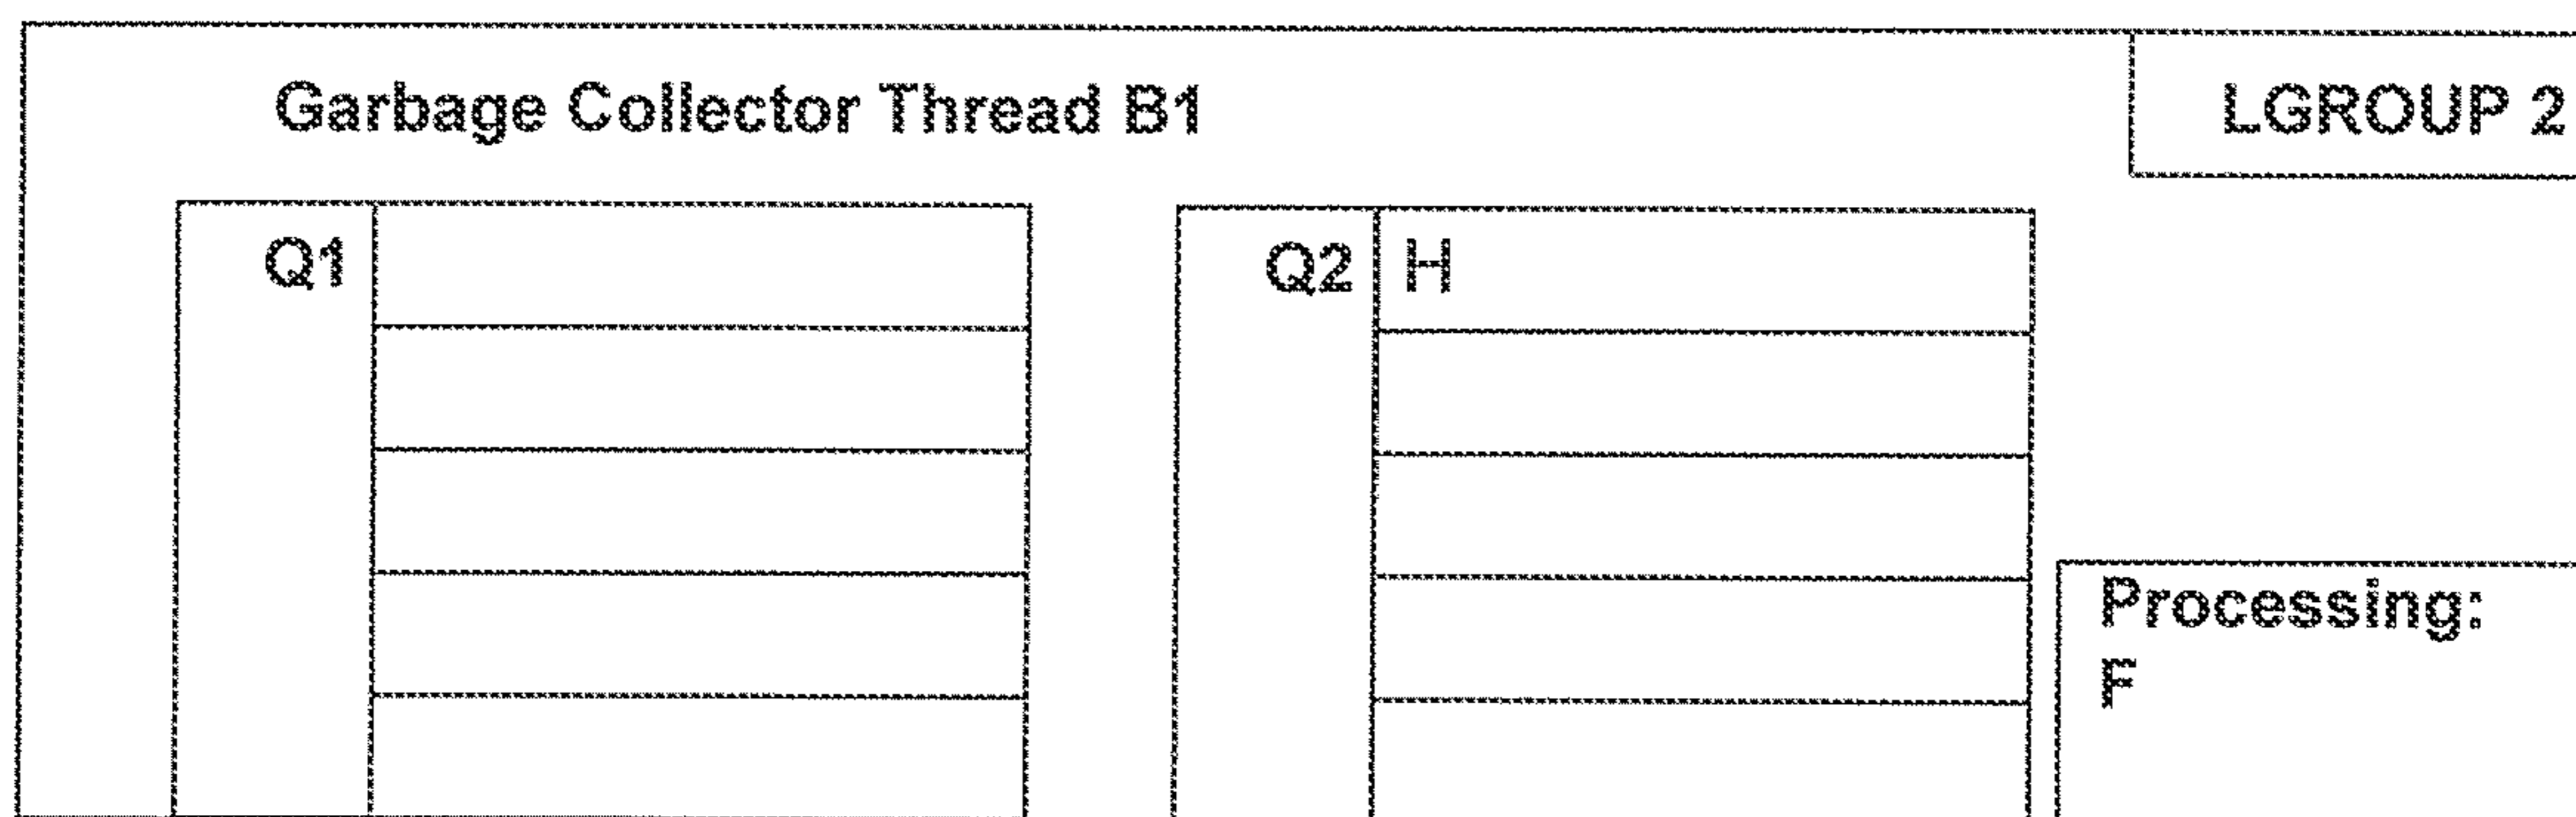 Garbage Collector Thread B1
LGROUP 2
Q1
Q2
H
Processing:
F